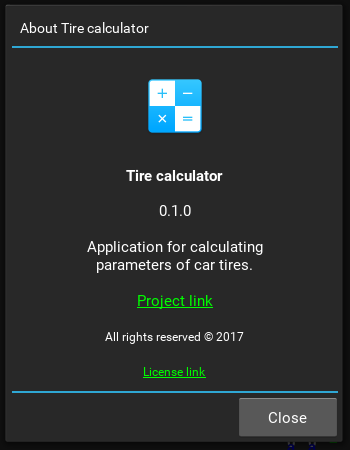 About Tire calculator
Tire calculator
0.1.0
Application for calculating
parameters of car tires.
Project link
All rights reserved © 2017
License link
Close